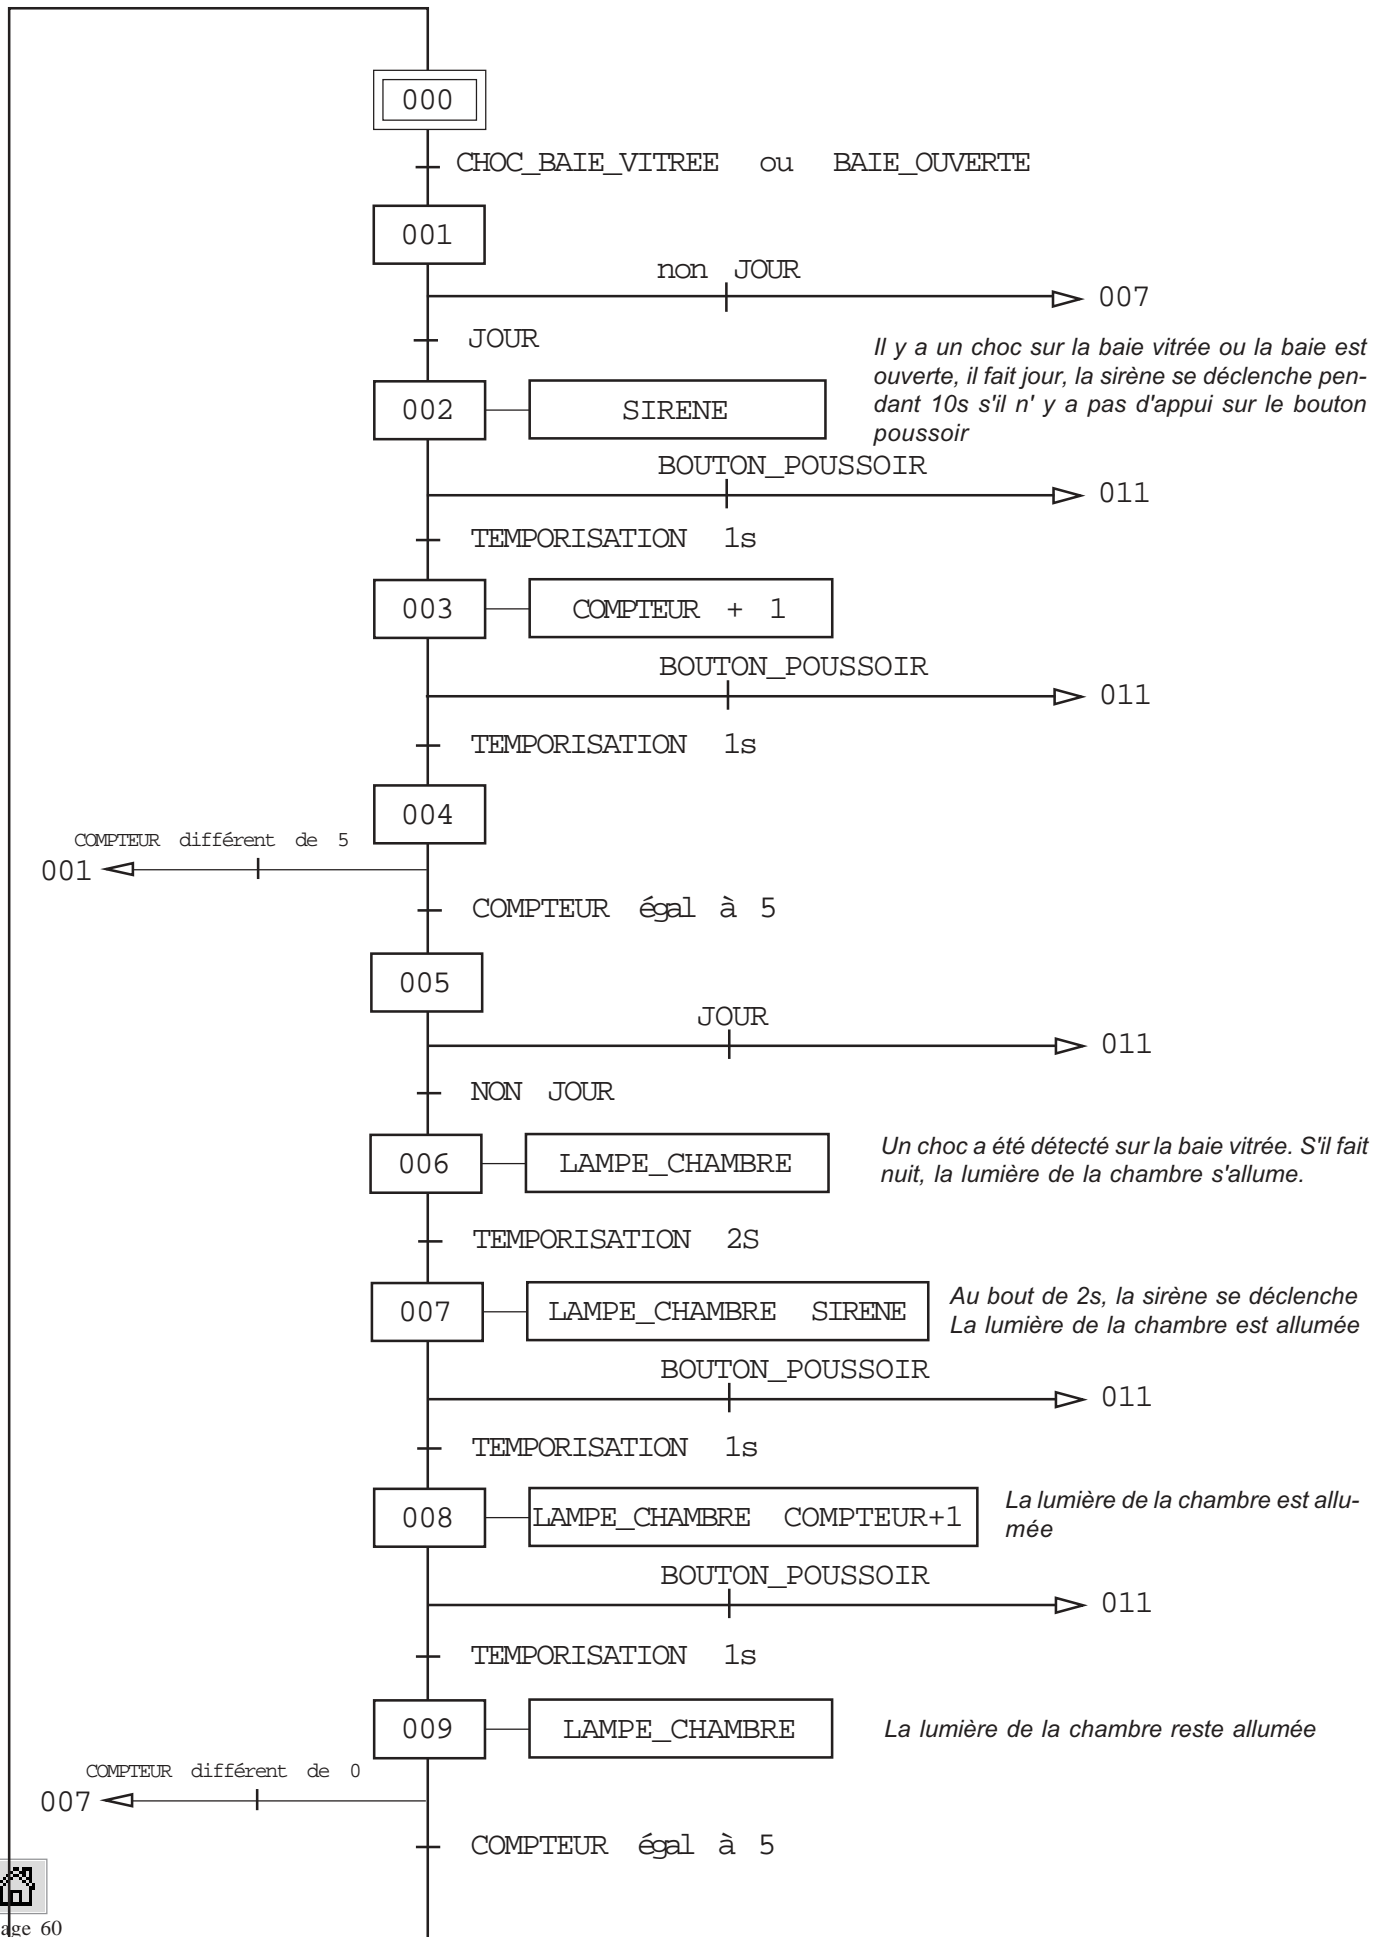 000
CHOC_BAIE_VITREE ou BAIE_OUVERTE
001
non JOUR
007
JOUR
Il y a un choc sur la baie vitrée ou la baie est
ouverte, il fait jour, la sirène se déclenche pen-
dant 10s s'il n' y a pas d'appui sur le bouton
poussoir
002
SIRENE
BOUTON_POUSSOIR
011
TEMPORISATION 1s
003
COMPTEUR + 1
BOUTON_POUSSOIR
011
TEMPORISATION 1s
004
COMPTEUR différent de 5
001
COMPTEUR égal à 5
005
JOUR
011
NON JOUR
006
LAMPE_CHAMBRE
Un choc a été détecté sur la baie vitrée. S'il fait
nuit, la lumière de la chambre s'allume.
TEMPORISATION 2S
007
LAMPE_CHAMBRE SIRENE
Au bout de 2s, la sirène se déclenche
La lumière de la chambre est allumée
BOUTON_POUSSOIR
011
TEMPORISATION 1s
008
LAMPE_CHAMBRE COMPTEUR+1
La lumière de la chambre est allu-
mée
BOUTON_POUSSOIR
011
TEMPORISATION 1s
009
LAMPE_CHAMBRE
La lumière de la chambre reste allumée
COMPTEUR différent de 0
007
COMPTEUR égal à 5
age 60